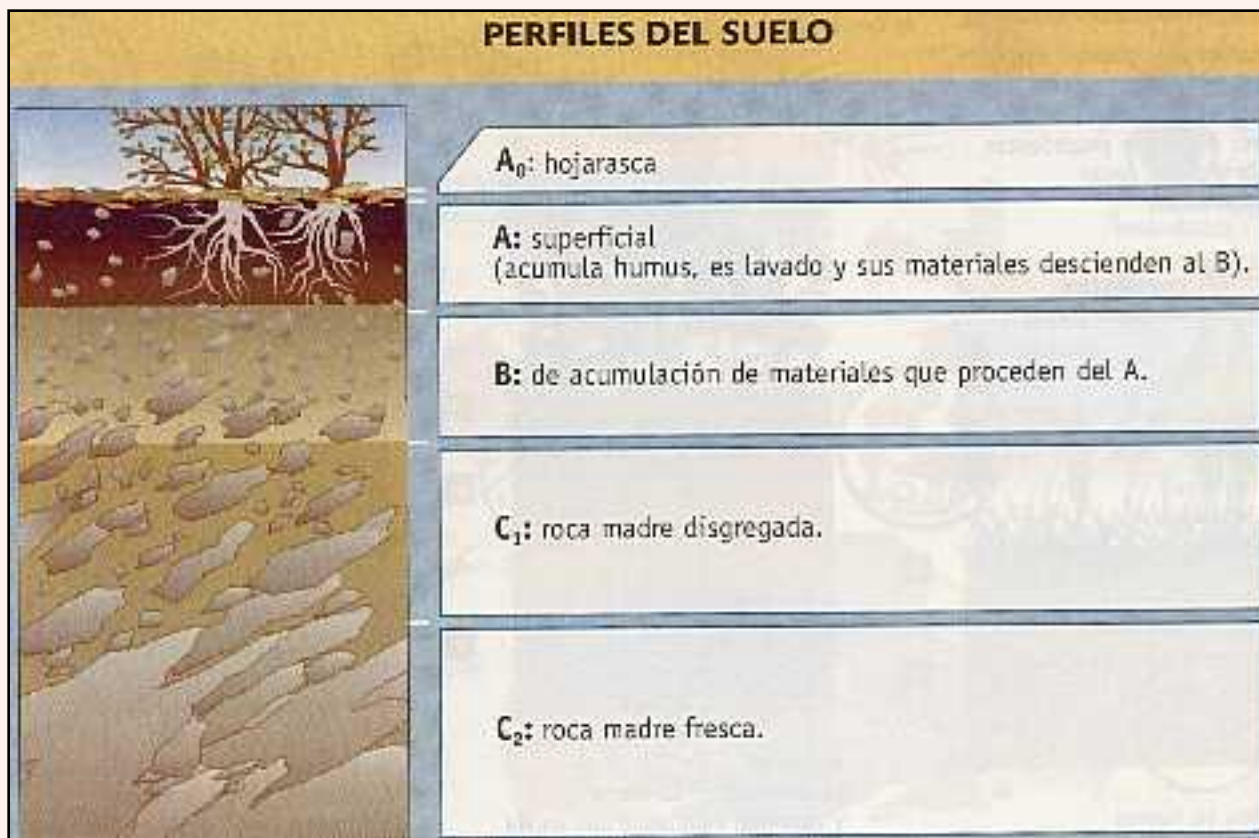 PERFILES DEL SUELO
A₀: hojarasca
A: superficial
(acumula humus, es lavado y sus materiales descienden al B).
B: de acumulación de materiales que proceden del A.
C₁: roca madre disgregada.
C₂: roca madre fresca.